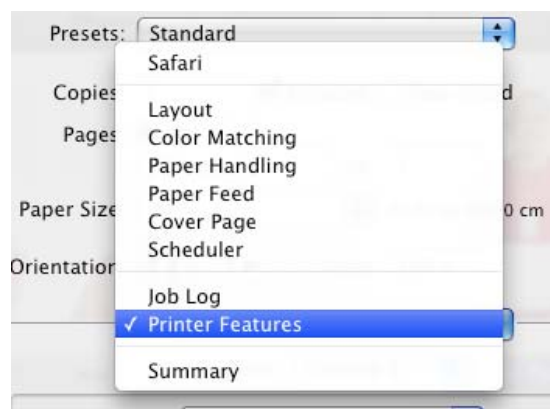 Presets: Standard
Safari
Copies
Layout
Color Matching
Pages
Paper Handling
Paper Feed
Paper Size
Cover Page
0 cm
Scheduler
Orientation
Job Log
✓ Printer Features
Summary